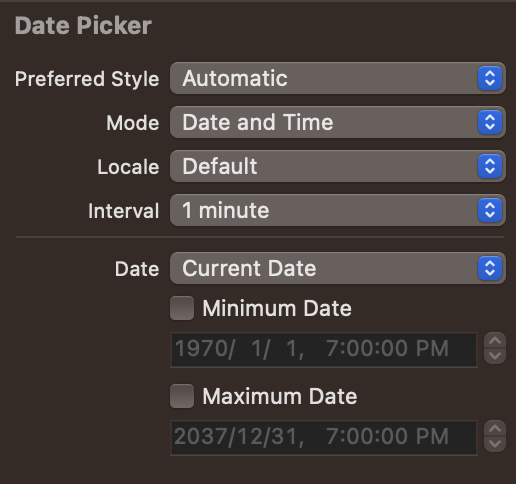 Date Picker
Preferred Style Automatic
Mode Date and Time
Locale Default
Interval 1 minute
Date Current Date
Minimum Date
1970/ 1/ 1, 7:00:00 PM
Maximum Date
2037/12/31, 7:00:00 PM